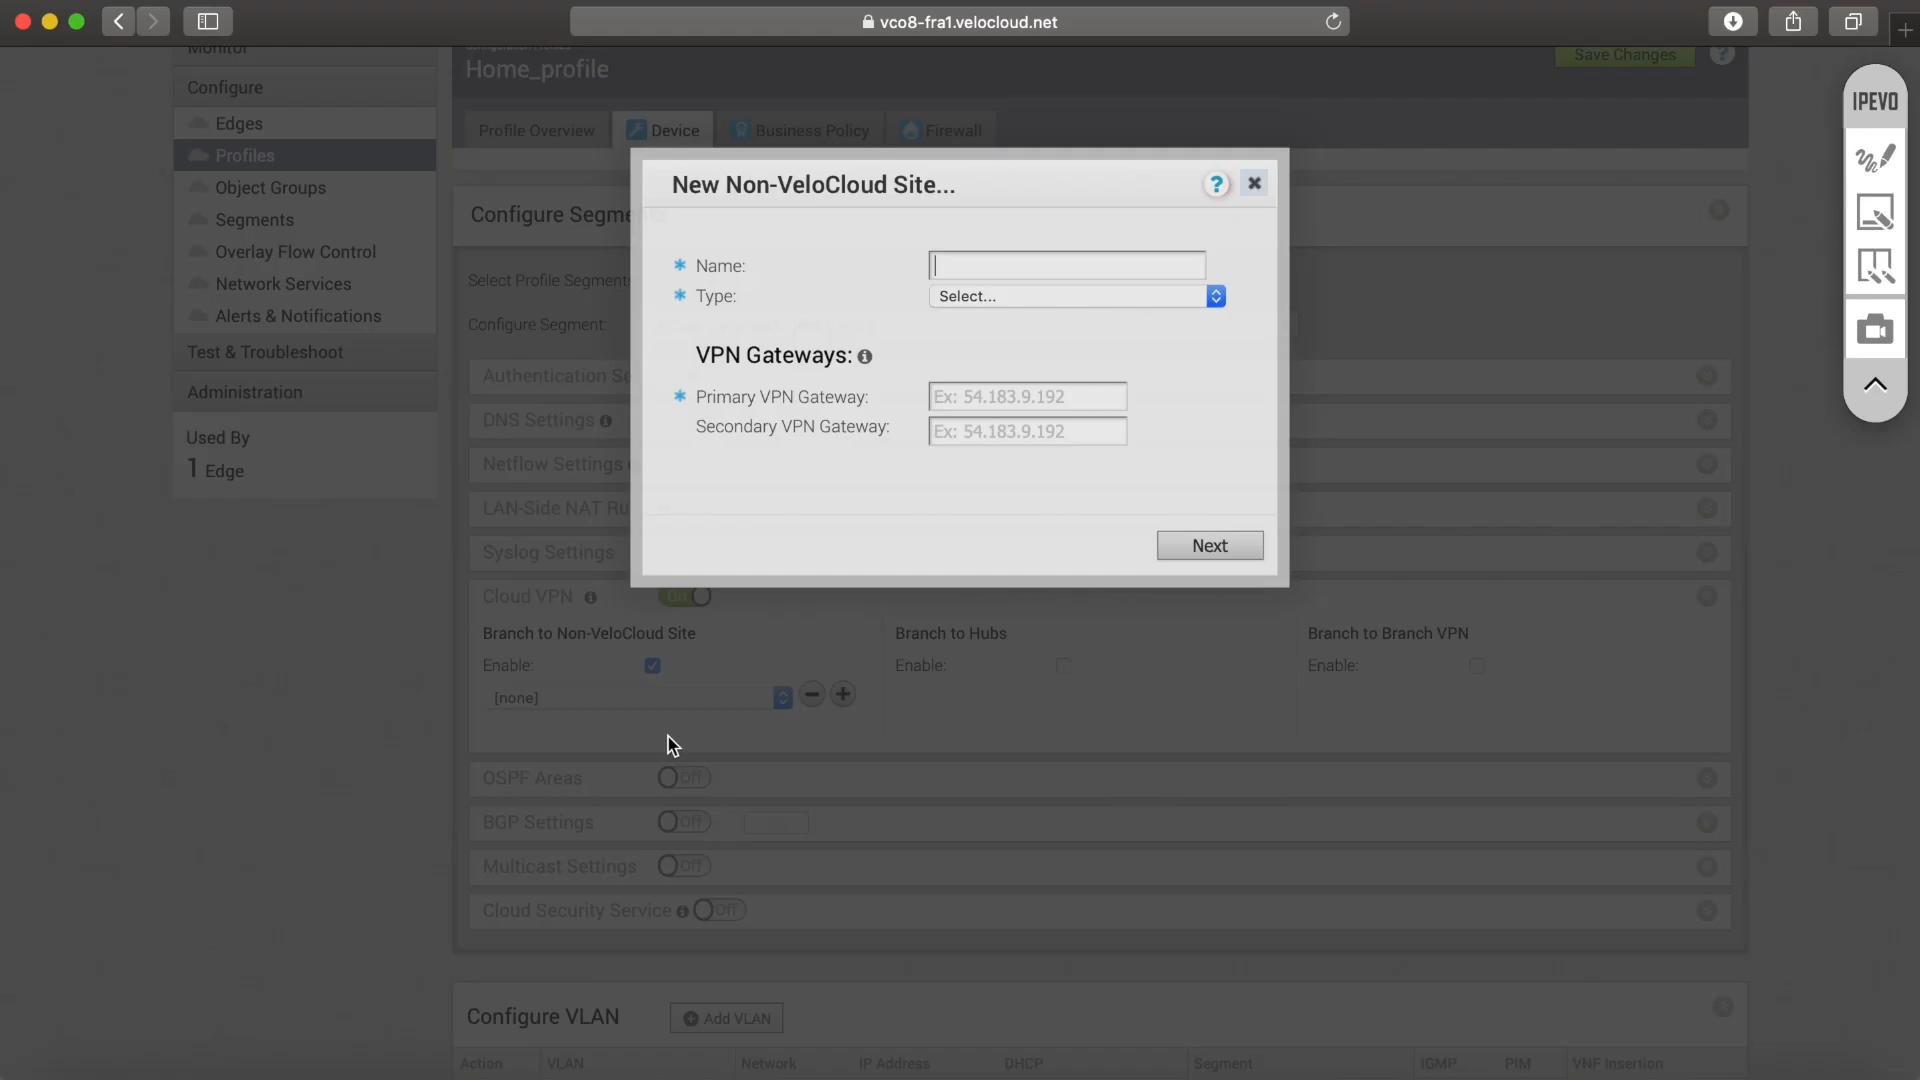 vco8-fra1.velocloud.net
Monitor
Configure
Edges
Profiles
Object Groups
Segments
Overlay Flow Control
Network Services
Alerts & Notifications
Test & Troubleshoot
Administration
Used By
1 Edge
Home_profile
Save Changes
?
Profile Overview
Device
Business Policy
Firewall
Configure Segme
Select Profile Segments
Configure Segment:
Authentication Se
DNS Settings
Netflow Settings
LAN-Side NAT Ru
Syslog Settings
New Non-VeloCloud Site...
?
* Name:
* Type:
Select...
VPN Gateways:
* Primary VPN Gateway:
Ex: 54.183.9.192
Secondary VPN Gateway:
Ex: 54.183.9.192
Next
Cloud VPN
On
Branch to Non-VeloCloud Site
Enable:
[none]
Branch to Hubs
Enable:
Branch to Branch VPN
Enable:
OSPF Areas
Off
BGP Settings
Off
Multicast Settings
Off
Cloud Security Service
Off
Configure VLAN
Add VLAN
Action VLAN Network IP Address DHCP Segment IGMP PIM VNF Insertion
IPEVO